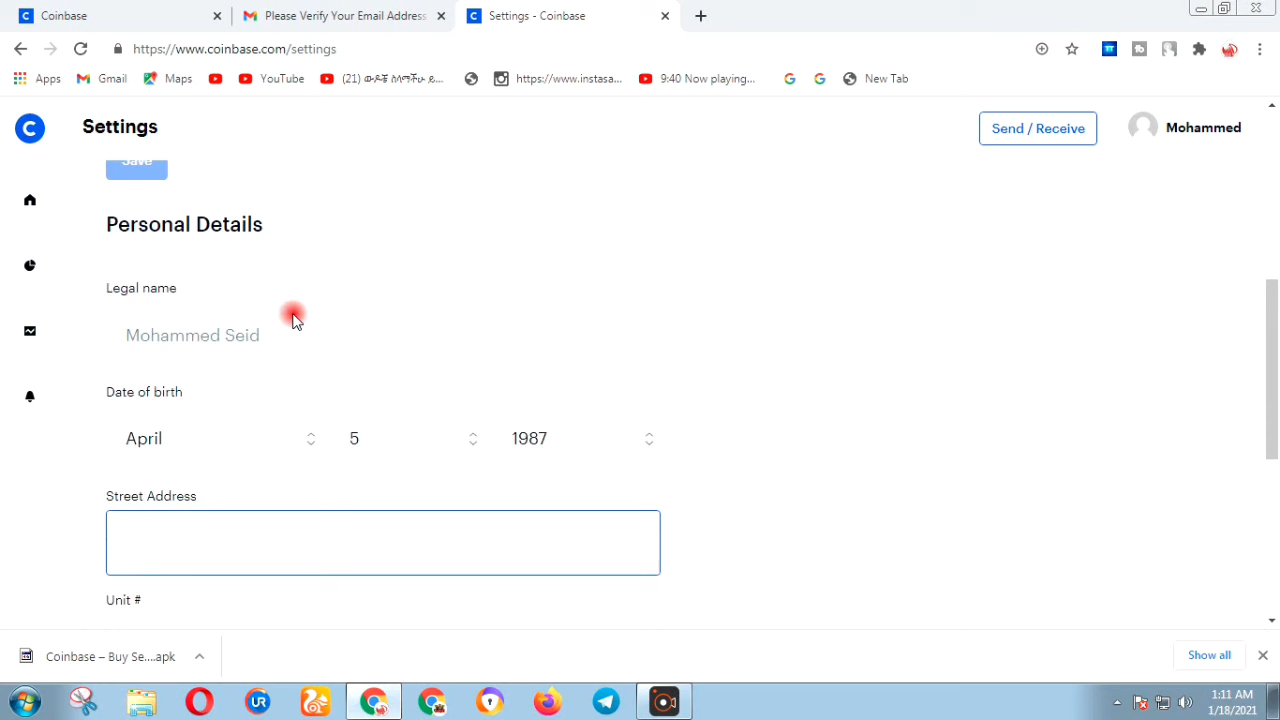 Coinbase
Please Verify Your Email Address
Settings - Coinbase
https://www.coinbase.com/settings
Apps
Gmail
Maps
YouTube
(21) ውዶቼ ሰላማችሁ ይ...
https://www.instasa...
9:40 Now playing...
New Tab
Settings
Send / Receive
Mohammed
Save
Personal Details
Legal name
Mohammed Seid
Date of birth
April
5
1987
Street Address
Unit #
Coinbase – Buy Se....apk
Show all
1:11 AM
1/18/2021